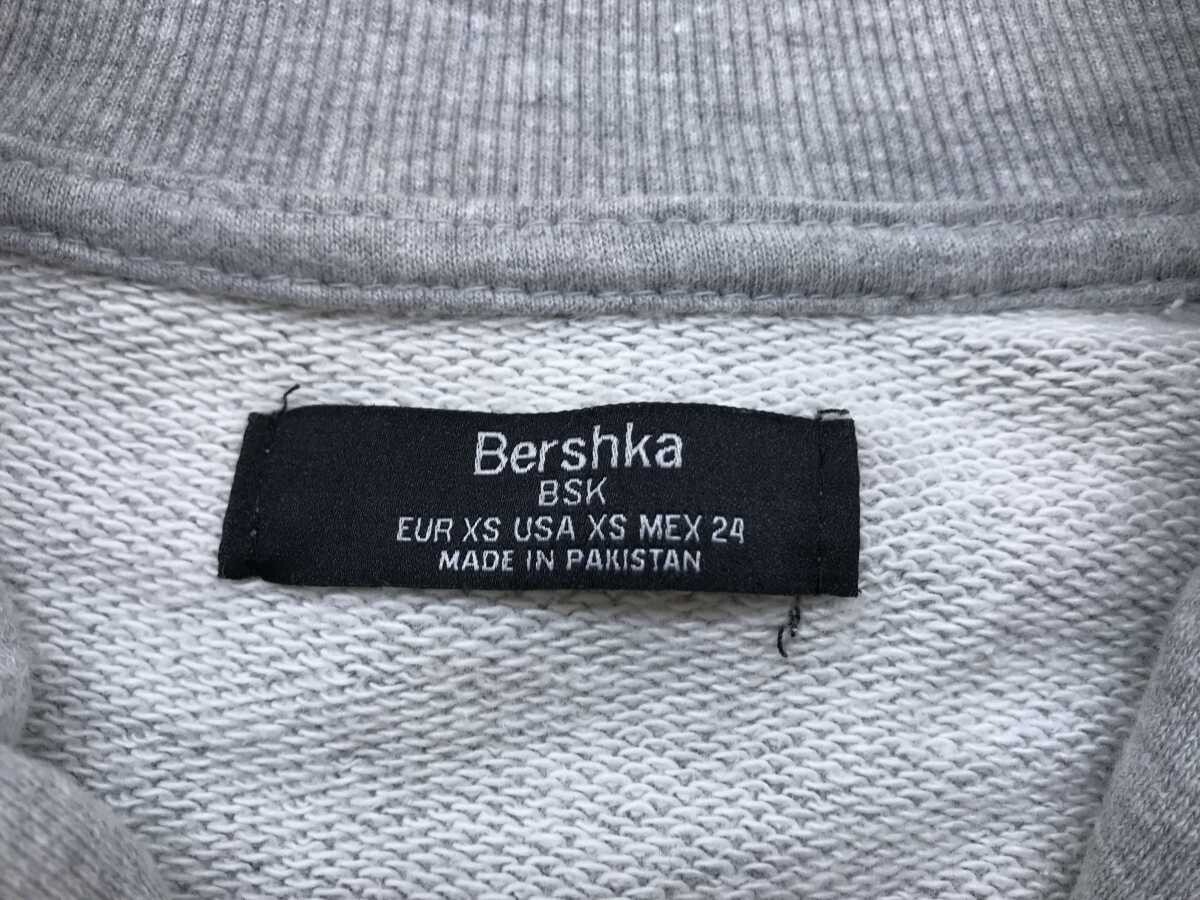 Bershka
BSK
EUR XS USA XS MEX 24
MADE IN PAKISTAN